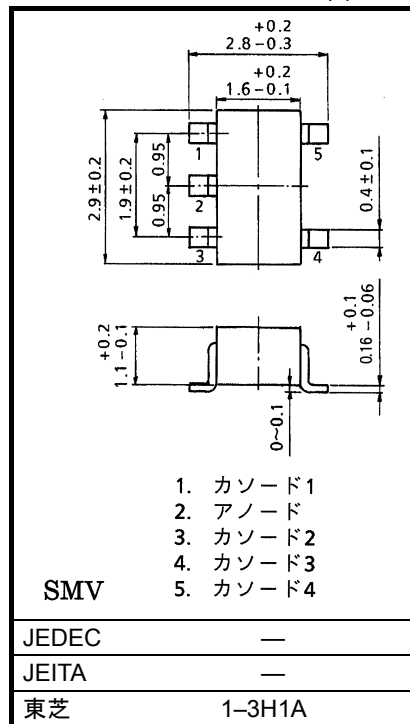 +0.2
2.8–0.3
+0.2
1.6–0.1
2.9±0.2
1.9±0.2
0.95
0.95
1
2
3
5
4
0.4±0.1
+0.2
1.1–0.1
+0.1
0.16–0.06
0~0.1
1. カソード1
2. アノード
3. カソード2
4. カソード3
SMV 5. カソード4
JEDEC —
JEITA —
東芝 1–3H1A